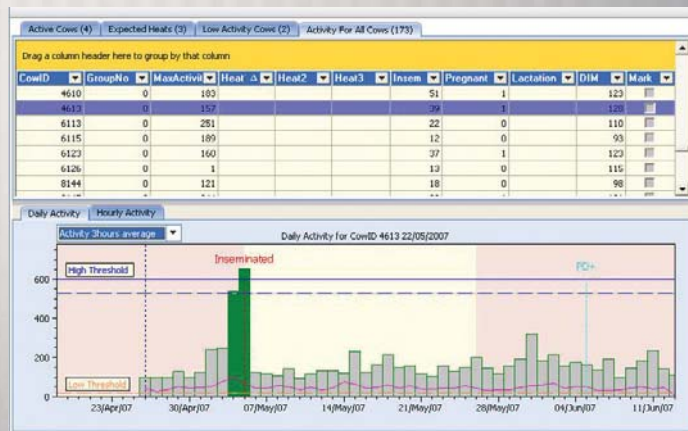 Active Cows (4) Expected Heats (3) Low Activity Cows (2) Activity For All Cows (173)
Drag a column header here to group by that column
CowID GroupNo MaxActivit Heat Heat2 Heat3 Insem Pregnant Lactation DIM Mark
4610 0 183 51 1 123
4613 0 157 39 1 128
6113 0 251 22 0 110
6115 0 189 12 0 93
6123 0 160 37 1 123
6126 0 1 13 0 115
8144 0 121 18 0 98
Daily Activity Hourly Activity
Activity 3hours average
Daily Activity for CowID 4613 22/05/2007
Inseminated
PD+
High Threshold
600
400
200
Low Threshold
0
23/Apr/07 30/Apr/07 07/May/07 14/May/07 21/May/07 28/May/07 04/Jun/07 11/Jun/07